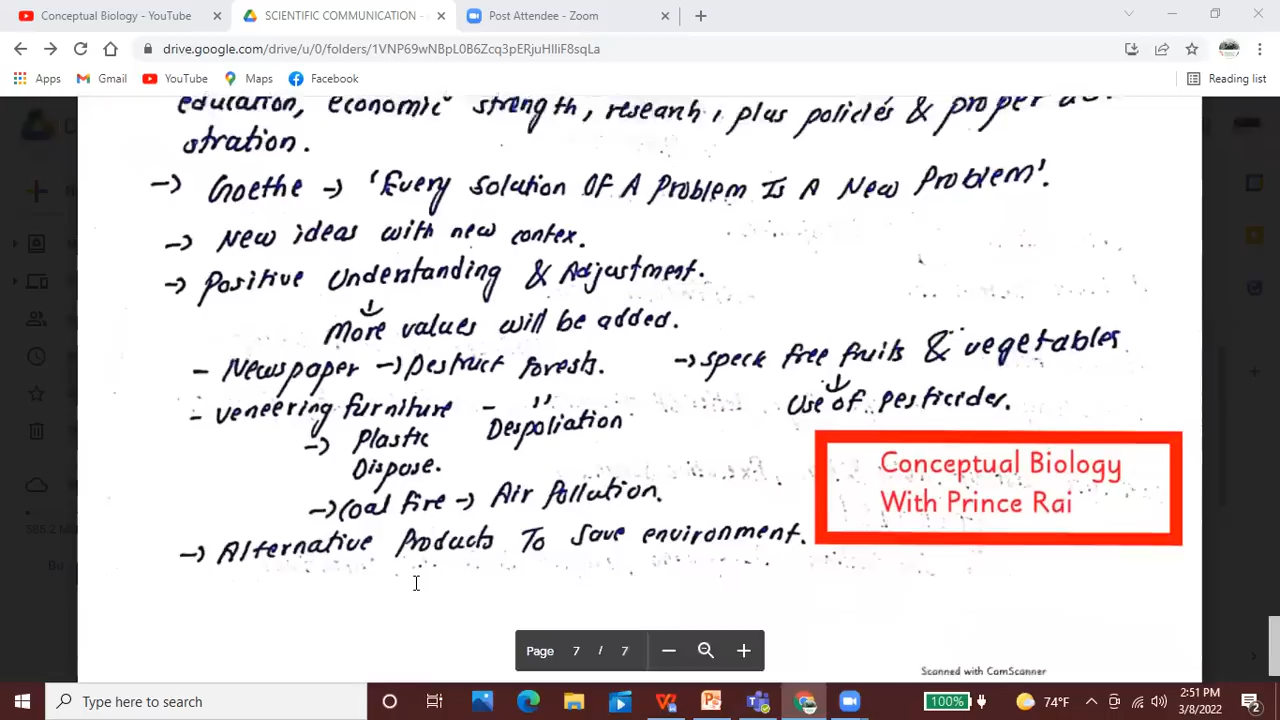 Conceptual Biology - YouTube
SCIENTIFIC COMMUNICATION -
Post Attendee - Zoom
drive.google.com/drive/u/0/folders/1VNP69wNBpL0B6Zcq3pERjuHIliF8sqLa
Apps Gmail YouTube Maps Facebook Reading list
education, economic strength, research, plus policies & proper
stration.
→ Goethe → 'Every Solution Of A Problem Is A New Problem'.
→ New ideas with new contex.
→ Positive Understanding & Adjustment.
↓
More values will be added.
- Newspaper → Destruct Forests.
→ Speck free fruits & vegetables
↓
Use of pesticides.
- veneering furniture - "
Despoliation
→ Plastic
Dispose.
→ Coal fire → Air Pollution.
→ Alternative Products To Save environment.
Conceptual Biology
With Prince Rai
Page 7 / 7
Scanned with CamScanner
Type here to search
100%
74°F
2:51 PM
3/8/2022
2